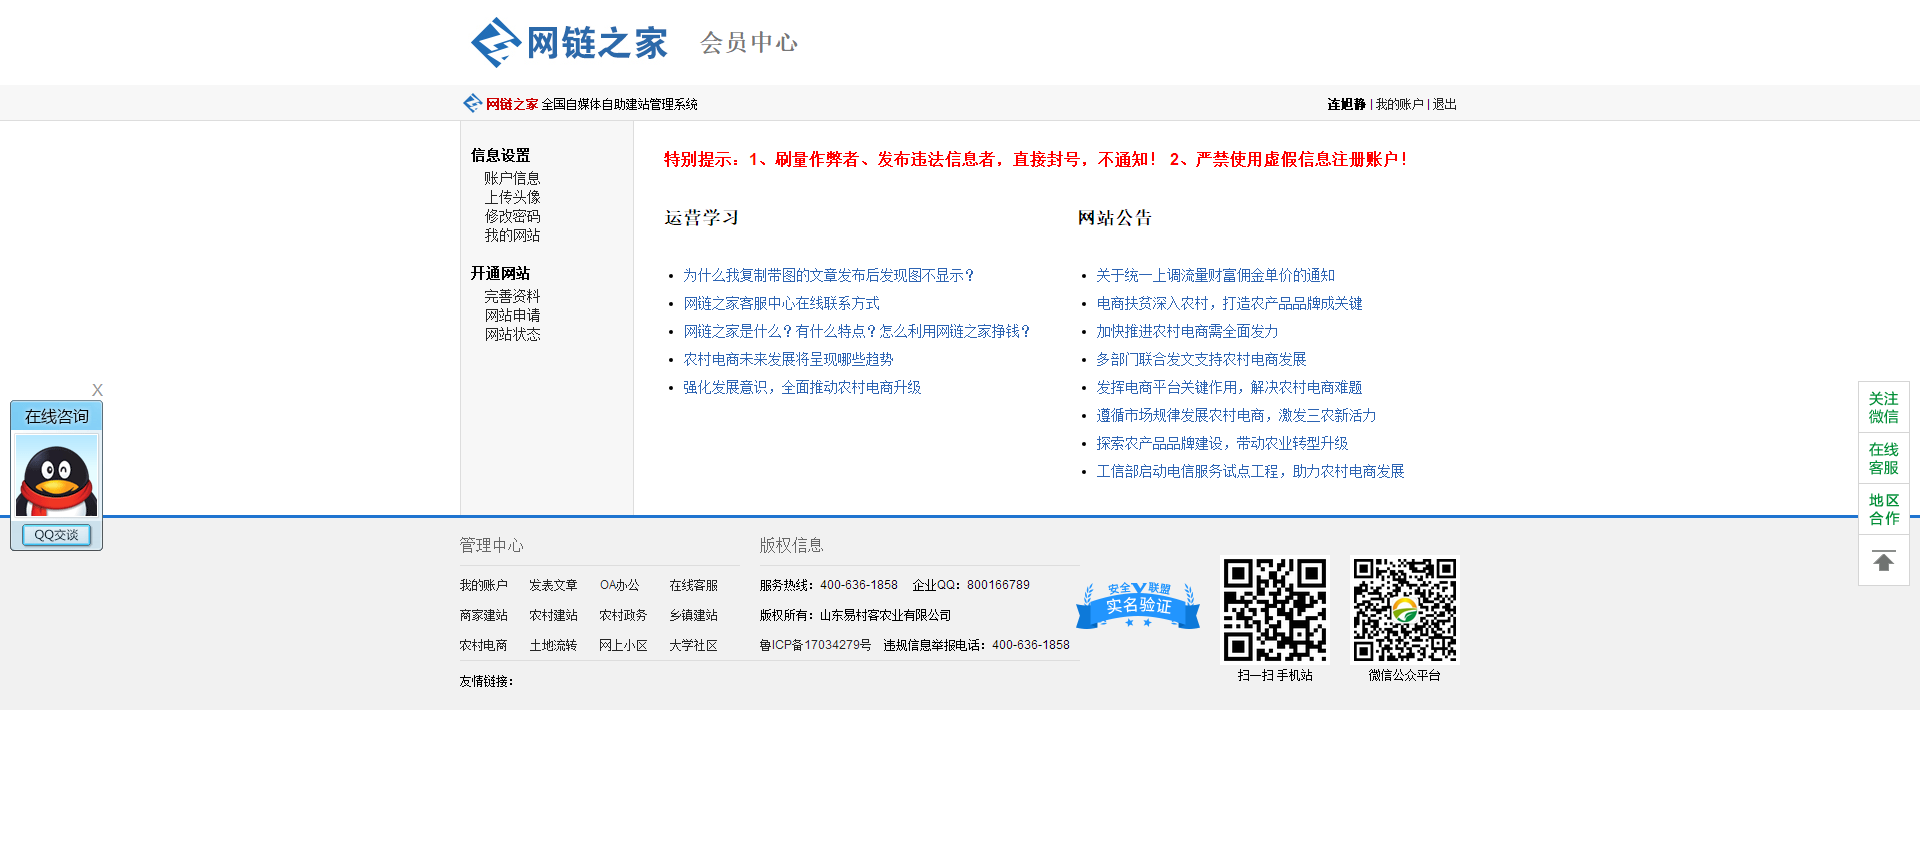 网链之家 会员中心
网链之家 全国自媒体自助建站管理系统
连旭静 | 我的账户 | 退出
信息设置
账户信息
上传头像
修改密码
我的网站
开通网站
完善资料
网站申请
网站状态
特别提示：1、刷量作弊者、发布违法信息者，直接封号，不通知！ 2、严禁使用虚假信息注册账户！
运营学习
为什么我复制带图的文章发布后发现图不显示？
网链之家客服中心在线联系方式
网链之家是什么？有什么特点？怎么利用网链之家挣钱？
农村电商未来发展将呈现哪些趋势
强化发展意识，全面推动农村电商升级
网站公告
关于统一上调流量财富佣金单价的通知
电商扶贫深入农村，打造农产品品牌成关键
加快推进农村电商需全面发力
多部门联合发文支持农村电商发展
发挥电商平台关键作用，解决农村电商难题
遵循市场规律发展农村电商，激发三农新活力
探索农产品品牌建设，带动农业转型升级
工信部启动电信服务试点工程，助力农村电商发展
X
在线咨询
QQ交谈
关注
微信
在线
客服
地区
合作
管理中心
我的账户 发表文章 OA办公 在线客服
商家建站 农村建站 农村政务 乡镇建站
农村电商 土地流转 网上小区 大学社区
版权信息
服务热线：400-636-1858 企业QQ：800166789
版权所有：山东易村客农业有限公司
鲁ICP备17034279号 违规信息举报电话：400-636-1858
安全联盟
实名验证
扫一扫 手机站
微信公众平台
友情链接：